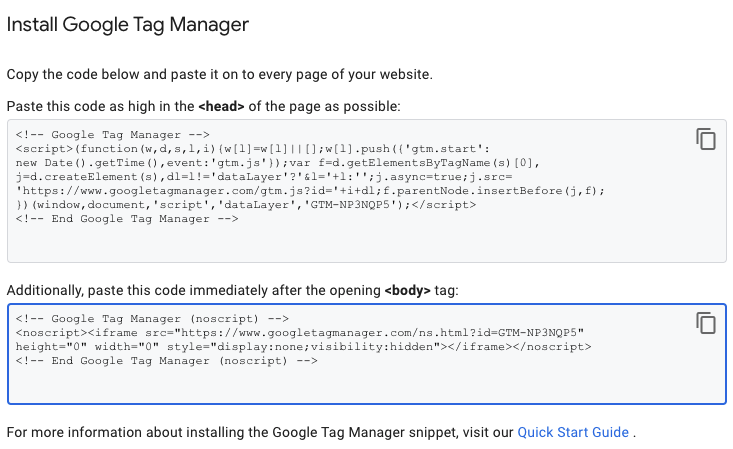 Install Google Tag Manager
Copy the code below and paste it on to every page of your website.
Paste this code as high in the <head> of the page as possible:
<!-- Google Tag Manager -->
<script>(function(w,d,s,l,i){w[l]=w[l]||[];w[l].push({'gtm.start':
new Date().getTime(),event:'gtm.js'});var f=d.getElementsByTagName(s)[0],
j=d.createElement(s),dl=l!='dataLayer'?'&l='+l:'';j.async=true;j.src=
'https://www.googletagmanager.com/gtm.js?id='+i+dl;f.parentNode.insertBefore(j,f);
})(window,document,'script','dataLayer','GTM-NP3NQP5');</script>
<!-- End Google Tag Manager -->
Additionally, paste this code immediately after the opening <body> tag:
<!-- Google Tag Manager (noscript) -->
<noscript><iframe src="https://www.googletagmanager.com/ns.html?id=GTM-NP3NQP5"
height="0" width="0" style="display:none;visibility:hidden"></iframe></noscript>
<!-- End Google Tag Manager (noscript) -->
For more information about installing the Google Tag Manager snippet, visit our Quick Start Guide .